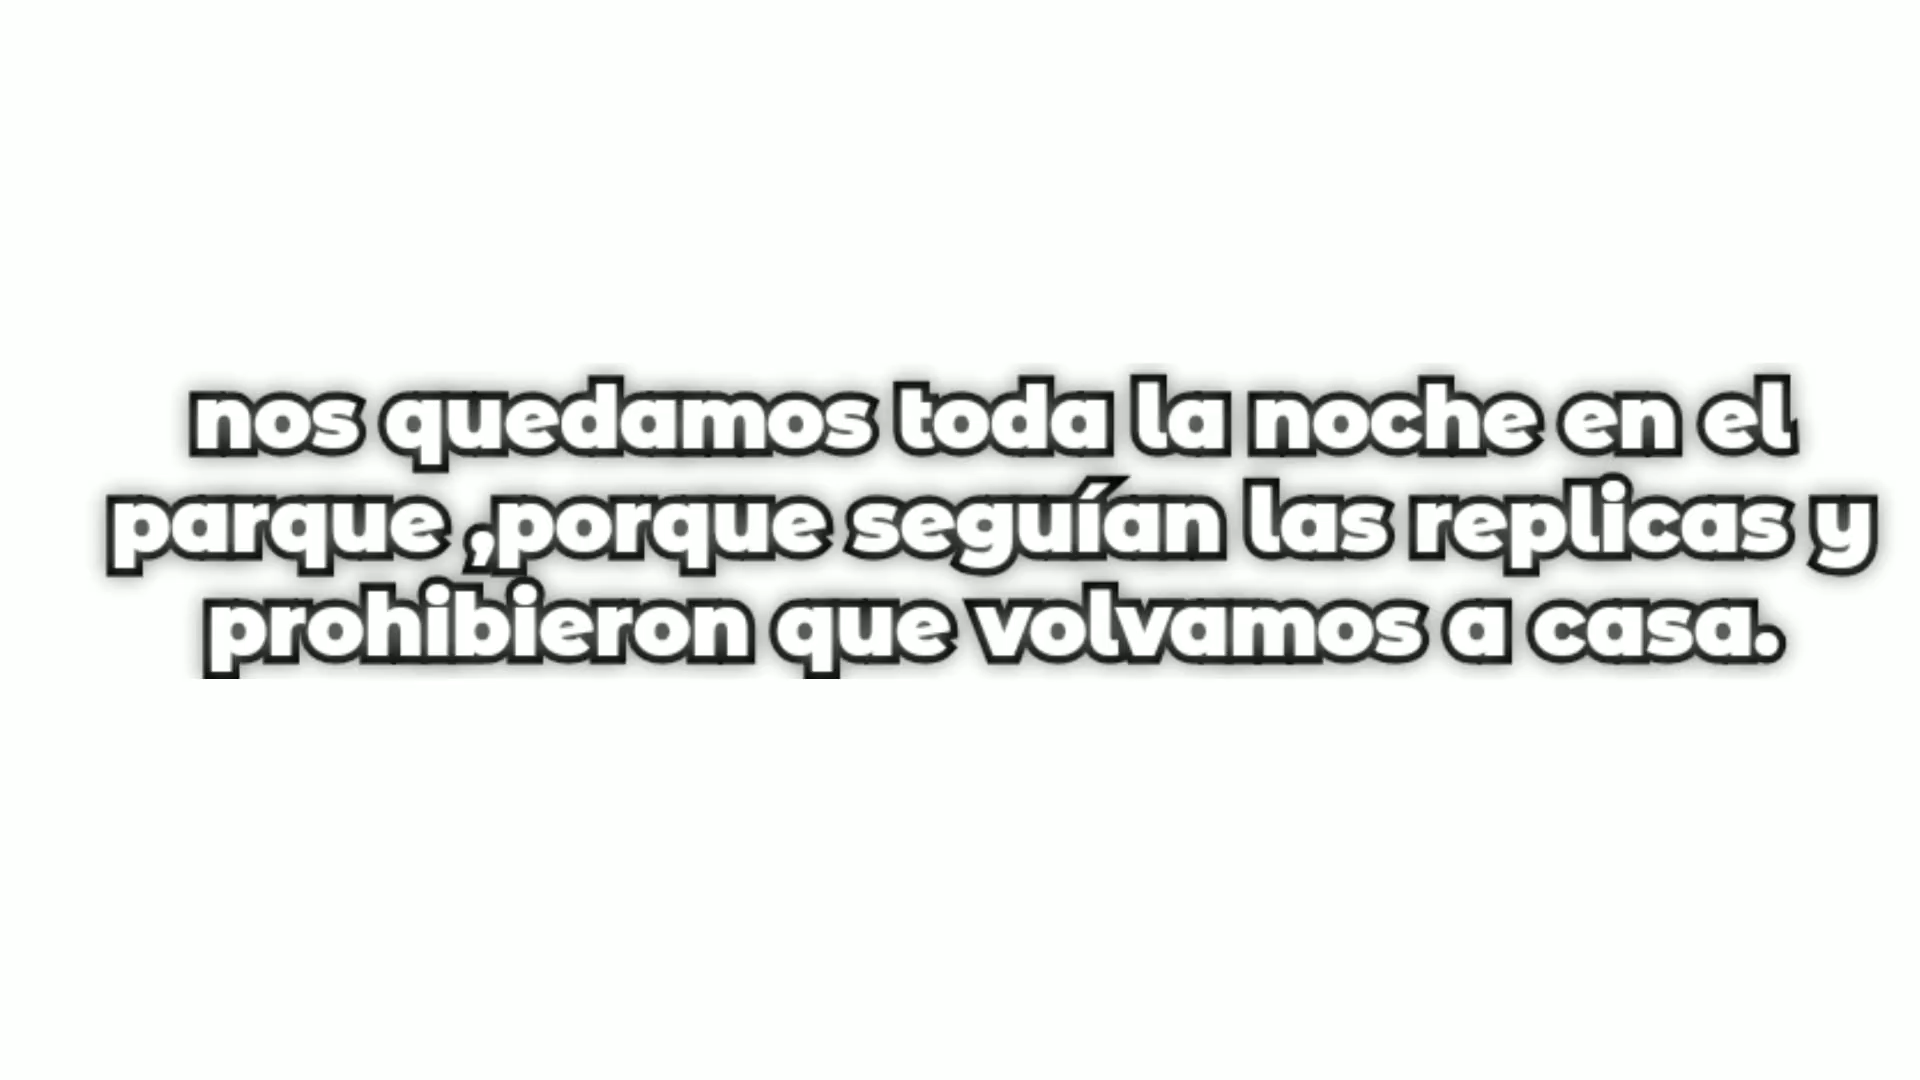 nos quedamos toda la noche en el
parque ,porque seguían las replicas y
prohibieron que volvamos a casa.